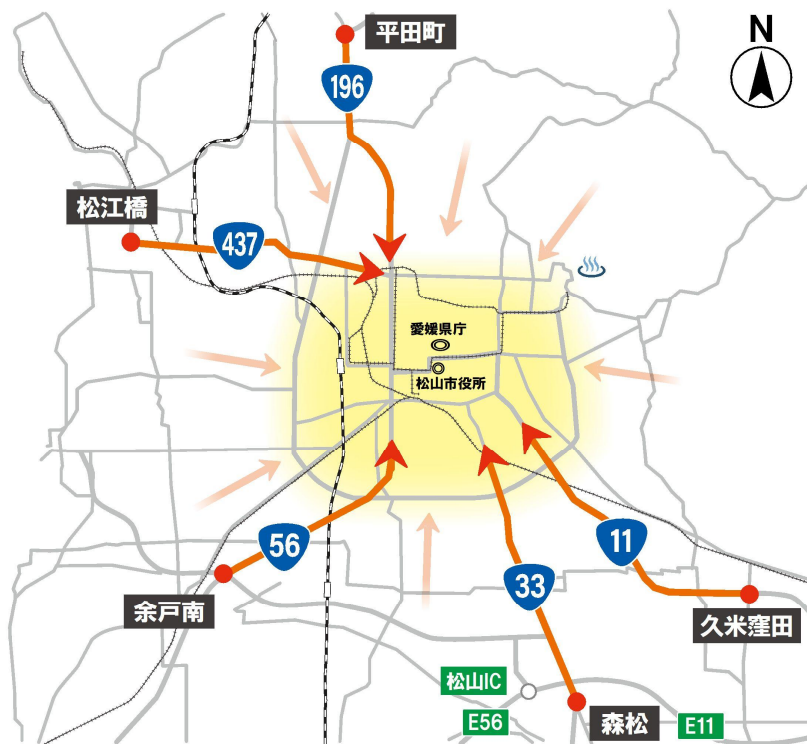 平田町
N
196
松江橋
437
愛媛県庁
松山市役所
56
11
33
余戸南
久米窪田
松山IC
森松
E56
E11